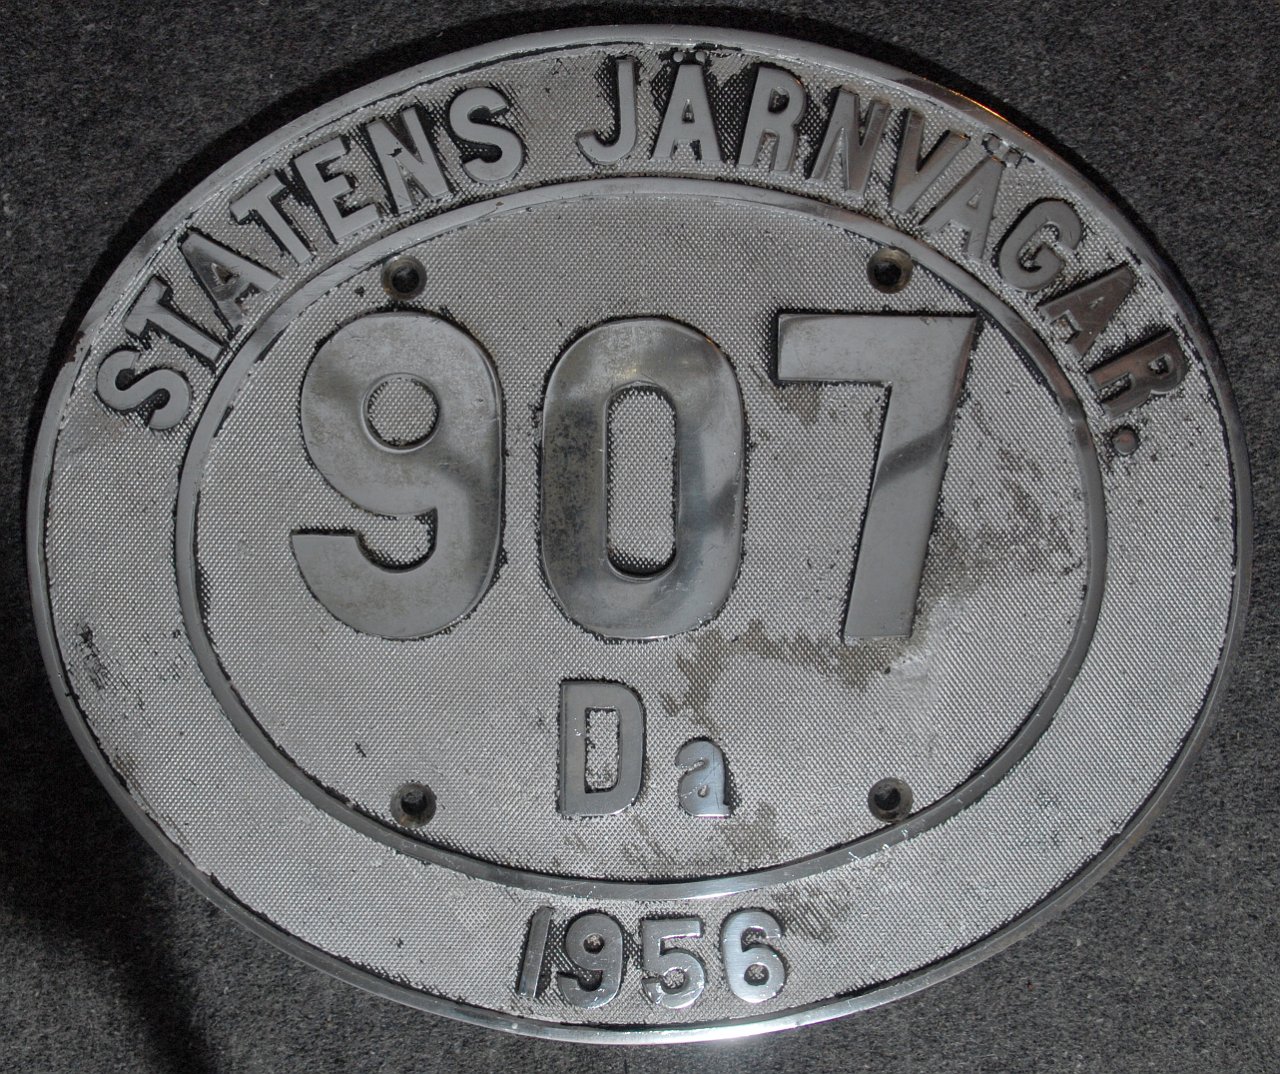 STATENS JÄRNVÄGAR.
907
Da
1956